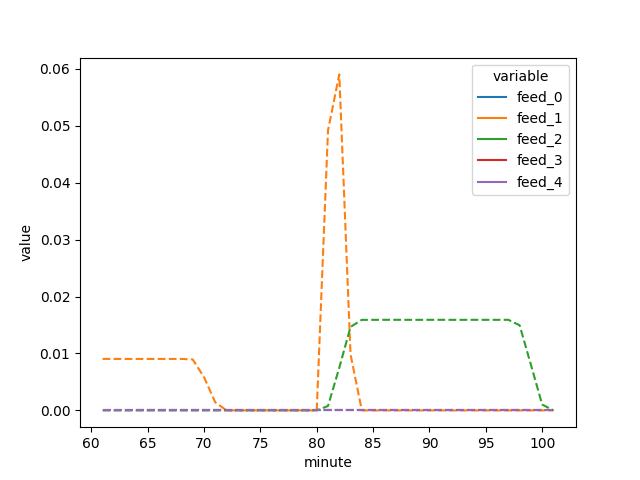 variable
feed_0
feed_1
feed_2
feed_3
feed_4
0.06
0.05
0.04
0.03
0.02
0.01
0.00
value
60 65 70 75 80 85 90 95 100
minute